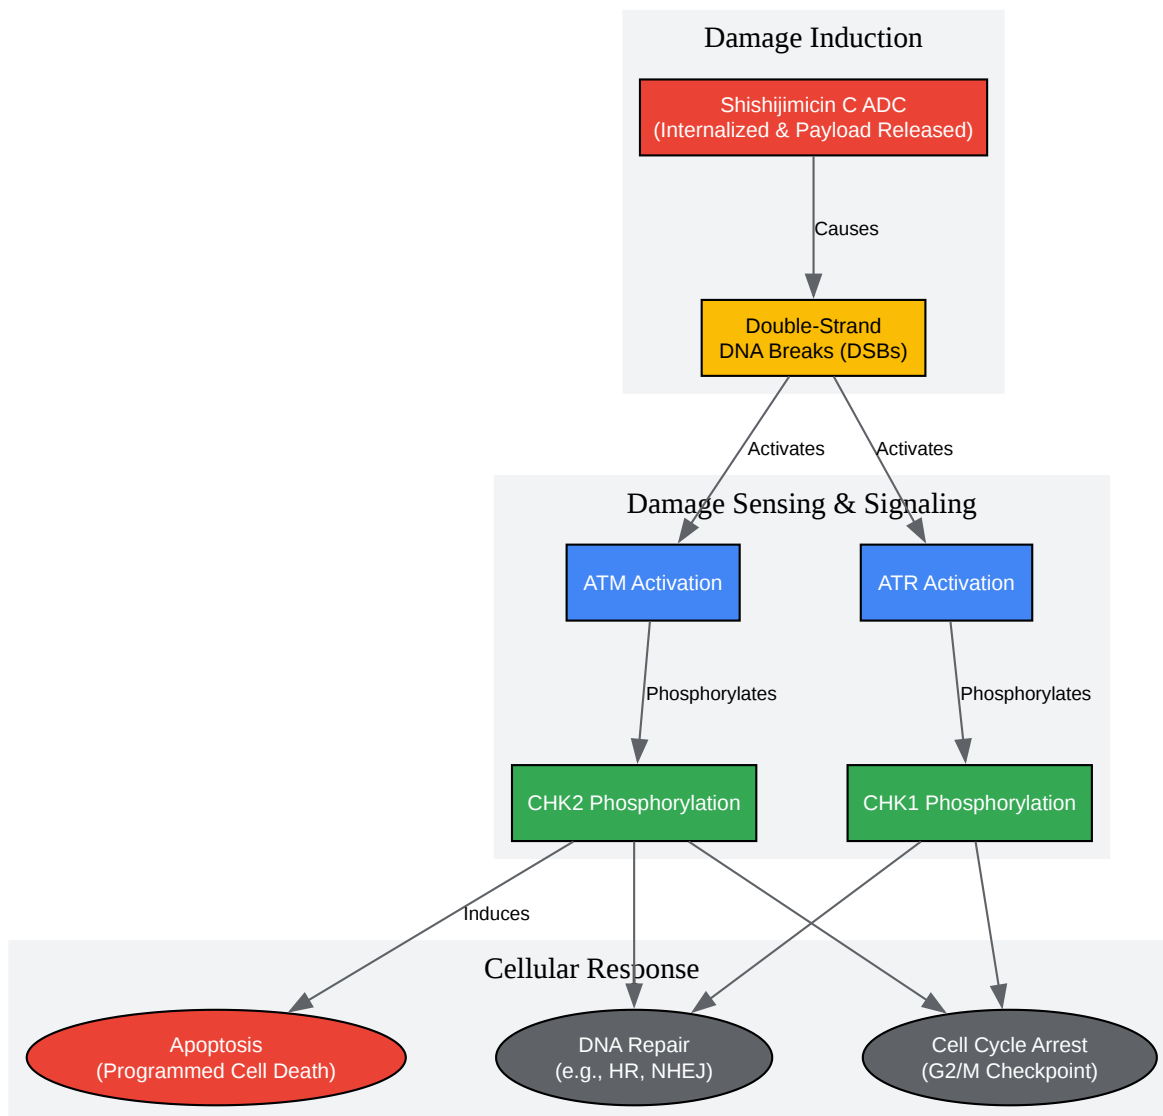 Damage Induction
Shishijimicin C ADC
(Internalized & Payload Released)
Causes
Double-Strand
DNA Breaks (DSBs)
Activates
Activates
Damage Sensing & Signaling
ATM Activation
ATR Activation
Phosphorylates
Phosphorylates
CHK2 Phosphorylation
CHK1 Phosphorylation
Induces
Cellular Response
Apoptosis
(Programmed Cell Death)
DNA Repair
(e.g., HR, NHEJ)
Cell Cycle Arrest
(G2/M Checkpoint)